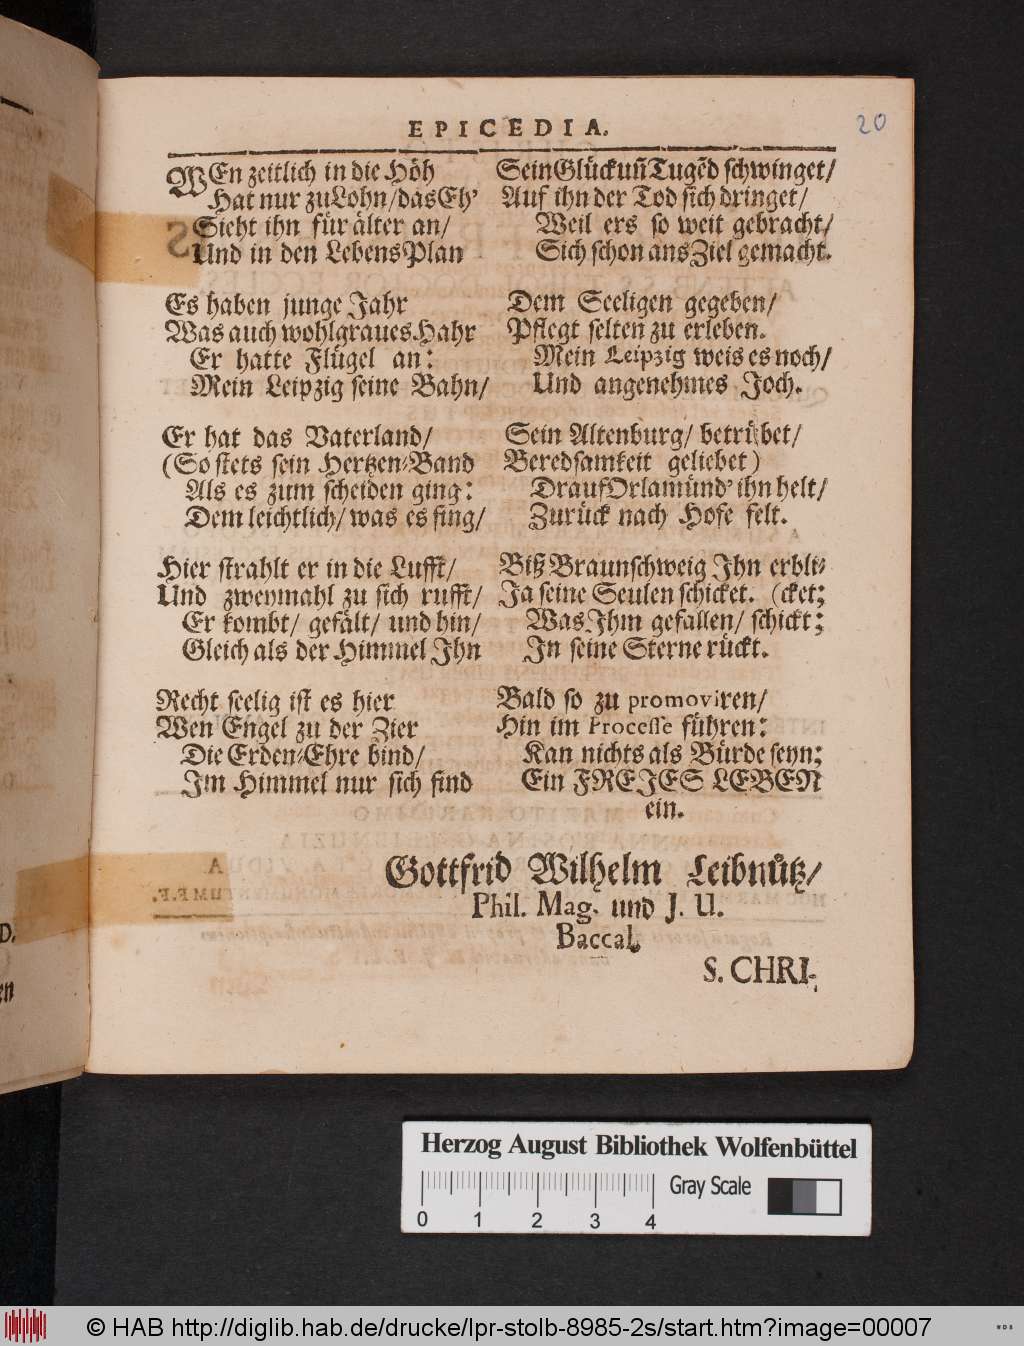 20
EPICEDIA.
WEn zeitlich in die Höh Sein Glück uñ Tugēd schwinget/
Hat nur zu Lohn/das Eh' Auf ihn der Tod sich dringet/
Sieht ihn für älter an/ Weil ers so weit gebracht/
Und in den LebensPlan Sich schon ans Ziel gemacht.
Es haben junge Jahr Dem Seeligen gegeben/
Was auch wohlgraues Hahr Pflegt selten zu erleben.
Er hatte Flügel an: Mein Leipzig weis es noch/
Mein Leipzig seine Bahn/ Und angenehmes Joch.
Er hat das Vaterland/ Sein Altenburg/ betrübet/
(So stets sein Hertzen-Band Beredsamkeit geliebet)
Als es zum scheiden ging: Drauf Orlamünd' ihn helt/
Dem leichtlich/ was es fing/ Zurück nach Hofe felt.
Hier strahlt er in die Lufft/ Biß Braunschweig Ihn erbli-
Und zweymahl zu sich rufft/ Ja seine Seulen schicket. (cket;
Er kombt/ gefält/ und hin/ Was Ihm gefallen/ schickt;
Gleich als der Himmel Ihn In seine Sterne rückt.
Recht seelig ist es hier Bald so zu promoviren/
Wen Engel zu der Zier Hin im Processe führen:
Die Erden-Ehre bind/ Kan nichts als Bürde seyn;
Im Himmel nur sich find Ein FREJES LEBEN
ein.
Gottfrid Wilhelm Leibnütz/
Phil. Mag. und J. U.
Baccal.
S. CHRI-
D.
en
Herzog August Bibliothek Wolfenbüttel
Gray Scale
0 1 2 3 4
© HAB http://diglib.hab.de/drucke/lpr-stolb-8985-2s/start.htm?image=00007